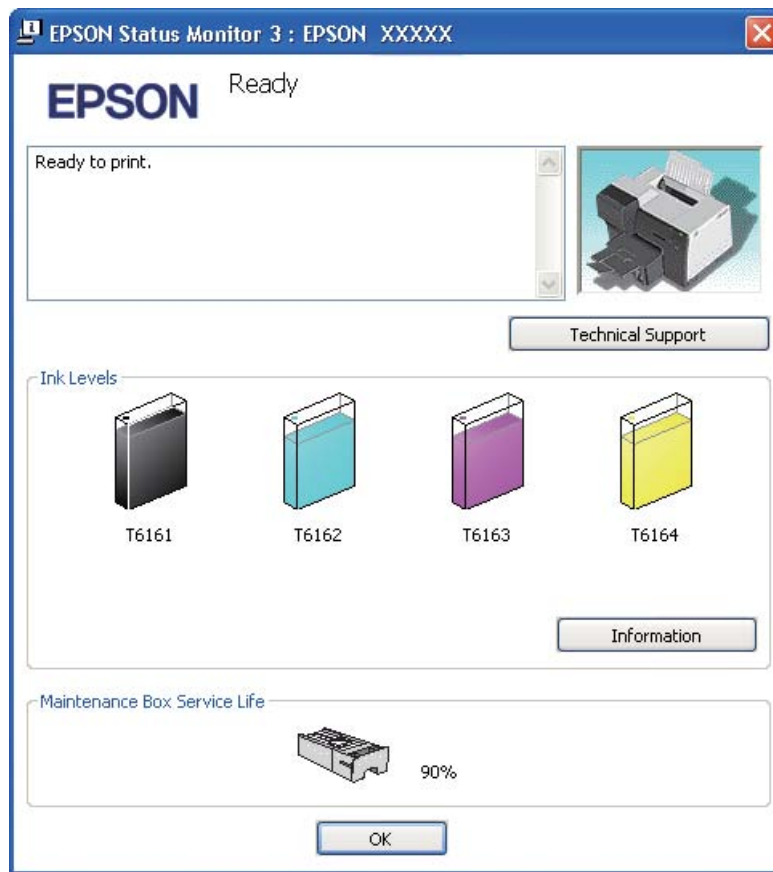 EPSON Status Monitor 3 : EPSON XXXXX
EPSON
Ready
Ready to print.
Technical Support
Ink Levels
T6161
T6162
T6163
T6164
Information
Maintenance Box Service Life
90%
OK